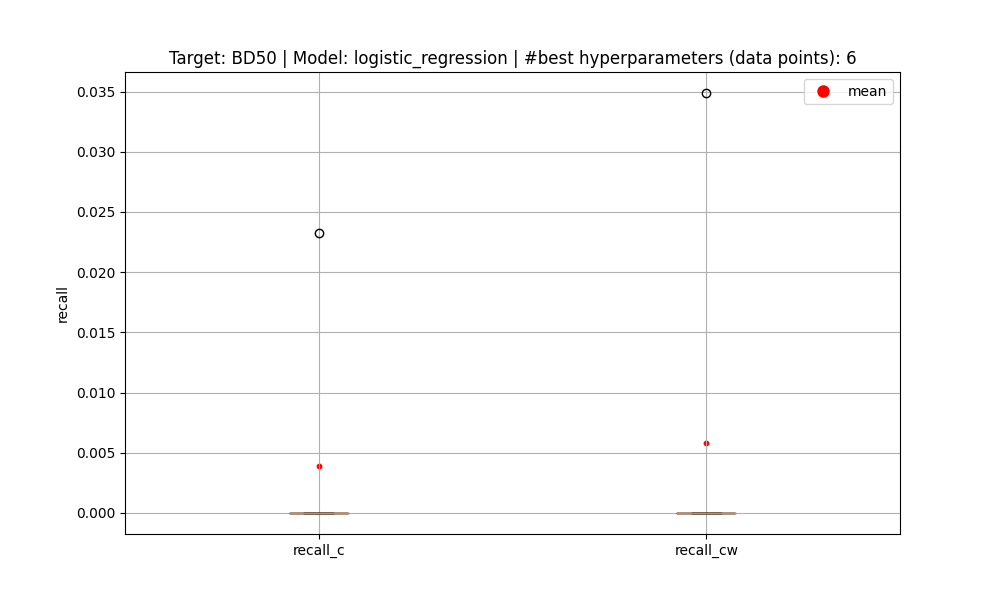 Target: BD50 | Model: logistic_regression | #best hyperparameters (data points): 6
mean
0.035
0.030
0.025
0.020
0.015
0.010
0.005
0.000
recall
recall_c
recall_cw